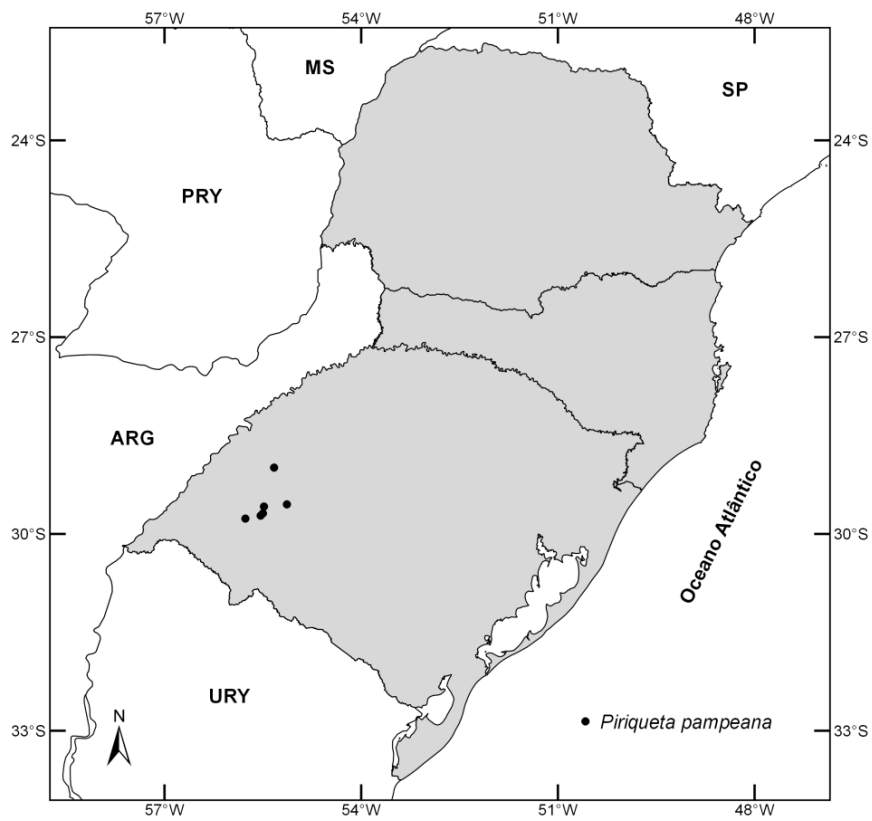 57°W 54°W 51°W 48°W
MS
SP
24°S 24°S
PRY
27°S 27°S
ARG
Oceano Atlântico
30°S 30°S
URY
N
Piriqueta pampeana
33°S 33°S
57°W 54°W 51°W 48°W